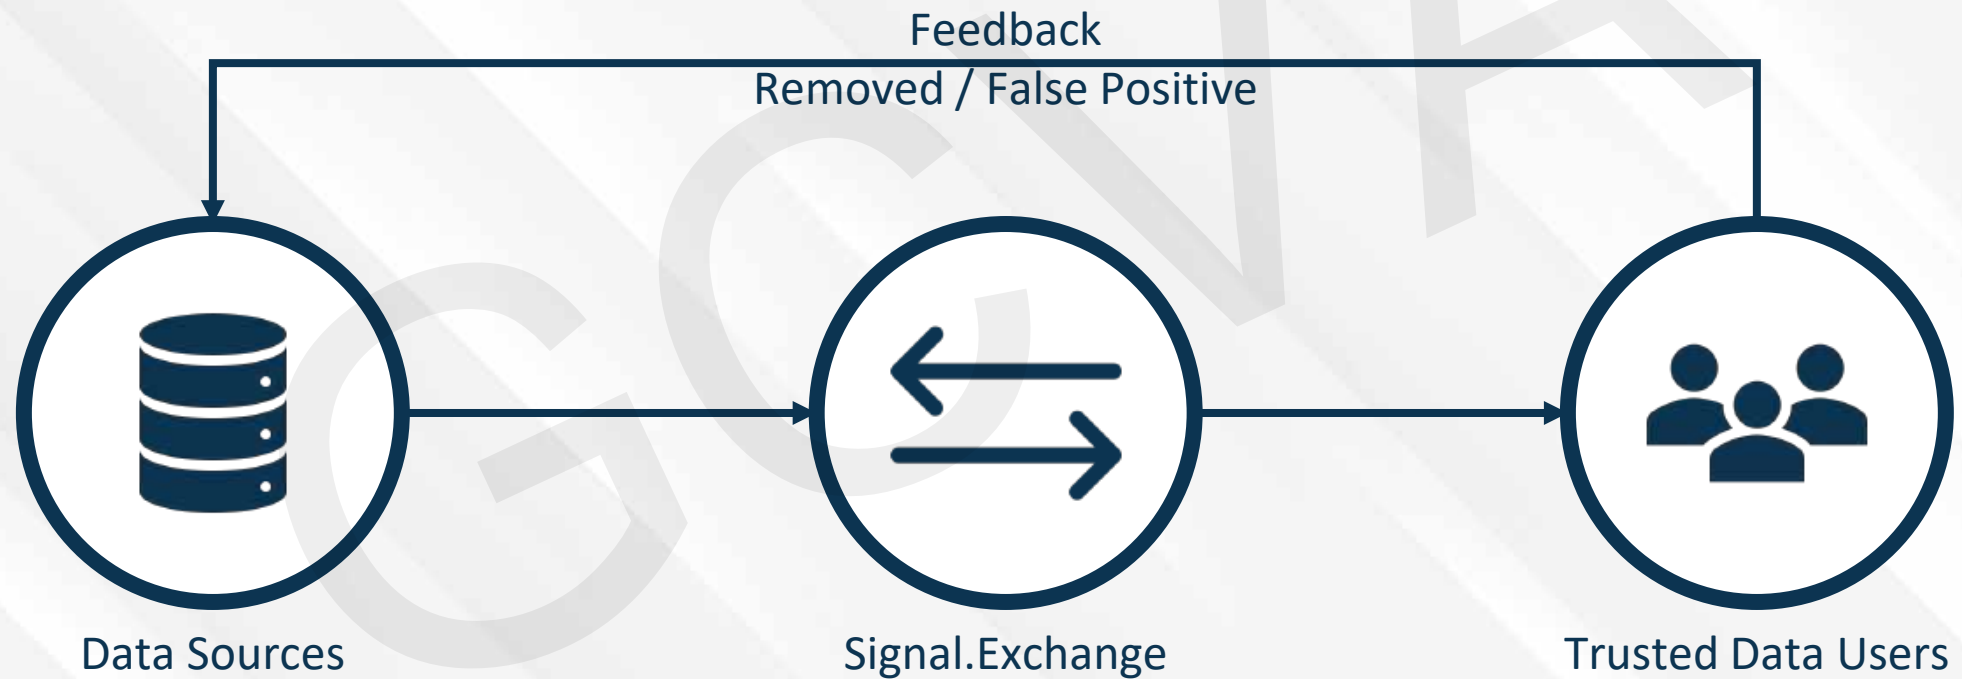 Feedback
Removed / False Positive
Data Sources
Signal.Exchange
Trusted Data Users